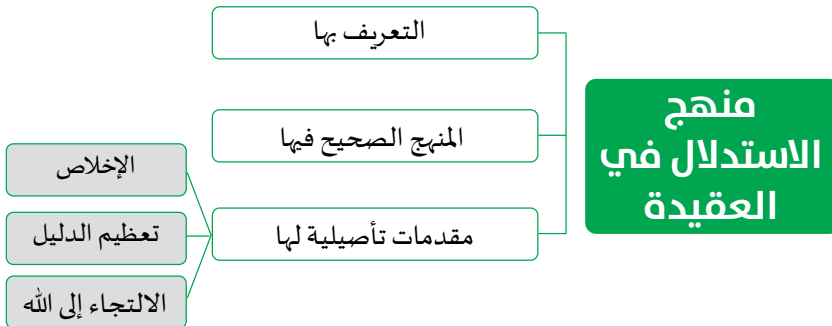 منهج
الاستدلال في
العقيدة
التعريف بها
المنهج الصحيح فيها
مقدمات تأصيلية لها
الإخلاص
تعظيم الدليل
الالتجاء إلى الله